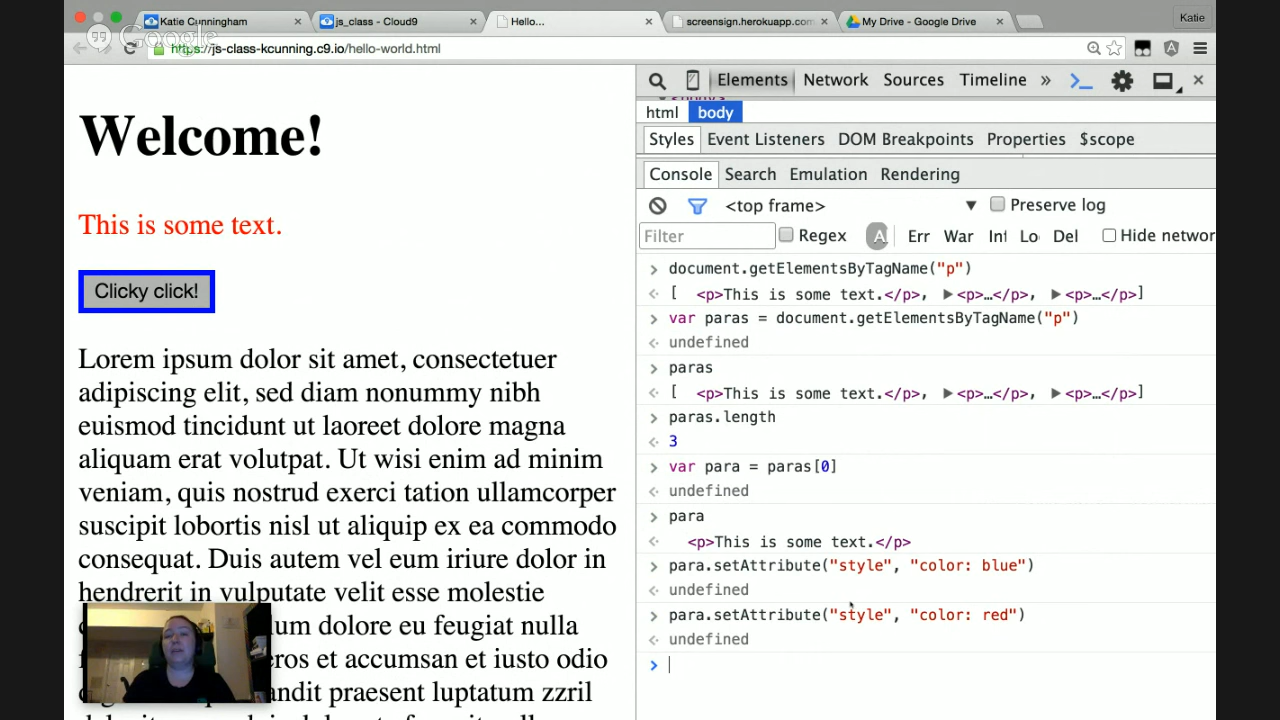 Katie Cunningham
js_class - Cloud9
Hello...
screensign.herokuapp.com
My Drive - Google Drive
Katie
Google
https://js-class-kcunning.c9.io/hello-world.html
Welcome!
This is some text.
Clicky click!
Lorem ipsum dolor sit amet, consectetuer
adipiscing elit, sed diam nonummy nibh
euismod tincidunt ut laoreet dolore magna
aliquam erat volutpat. Ut wisi enim ad minim
veniam, quis nostrud exerci tation ullamcorper
suscipit lobortis nisl ut aliquip ex ea commodo
consequat. Duis autem vel eum iriure dolor in
hendrerit in vulputate velit esse molestie
lum dolore eu feugiat nulla
eros et accumsan et iusto odio
andit praesent luptatum zzril
Elements Network Sources Timeline »
html body
Styles Event Listeners DOM Breakpoints Properties $scope
Console Search Emulation Rendering
<top frame> ▼ Preserve log
Filter Regex A Err War Inf Lo Del Hide networ
> document.getElementsByTagName("p")
[ <p>This is some text.</p>, ▶<p>…</p>, ▶<p>…</p>]
> var paras = document.getElementsByTagName("p")
undefined
> paras
[ <p>This is some text.</p>, ▶<p>…</p>, ▶<p>…</p>]
> paras.length
3
> var para = paras[0]
undefined
> para
<p>This is some text.</p>
> para.setAttribute("style", "color: blue")
undefined
> para.setAttribute("style", "color: red")
undefined
>